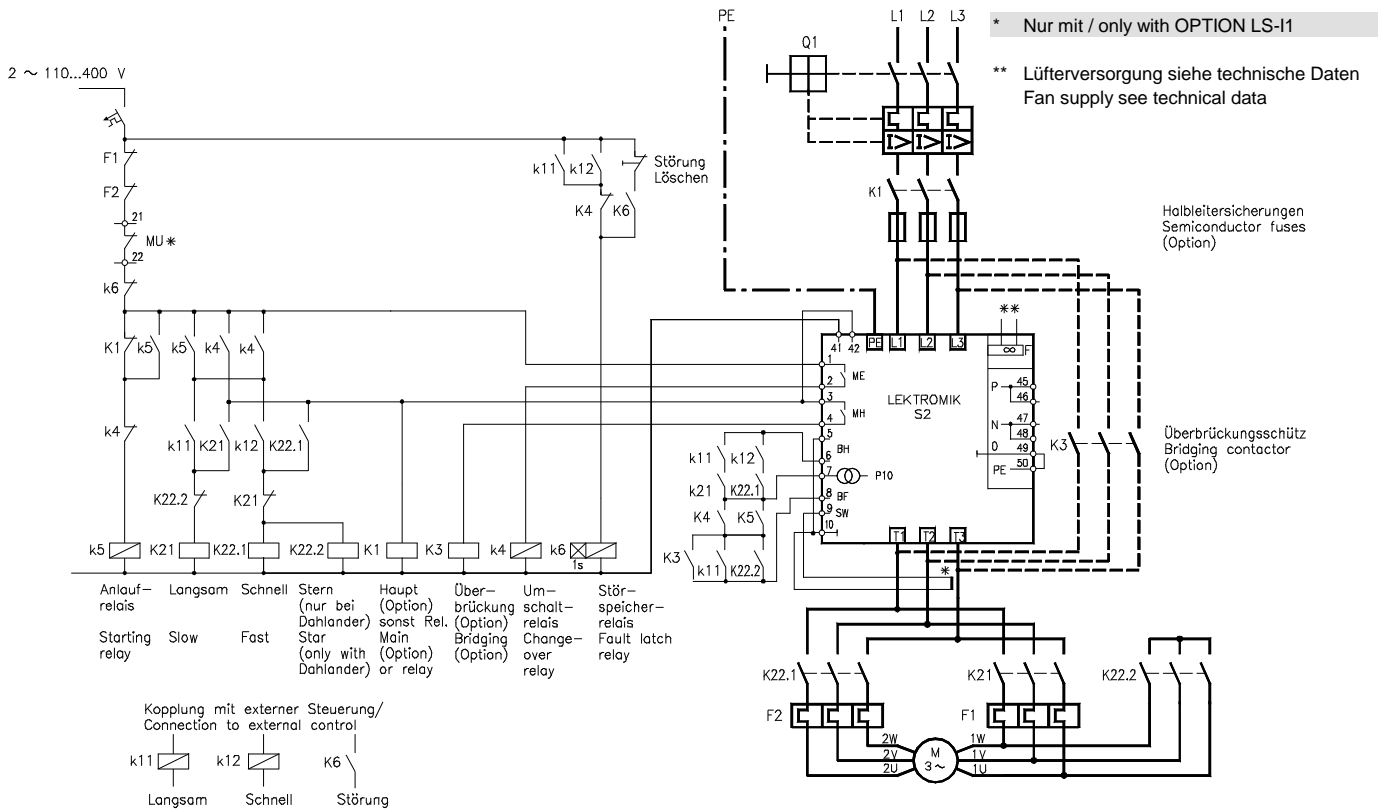 * Nur mit / only with OPTION LS-I1
** Lüfterversorgung siehe technische Daten
Fan supply see technical data
PE
L1 L2 L3
Q1
I> I> I>
K1
Halbleitersicherungen
Semiconductor fuses
(Option)
2 ~ 110...400 V
F1
F2
21
MU*
22
k6
k11 k12
Störung
Löschen
K4 K6
K1 k5 k5 k4 k4
k4
k11 K21 k12 K22.1
K22.2 K21
k5 K21 K22.1 K22.2 K1 K3 k4 k6
1s
Anlauf-
relais
Starting
relay
Langsam
Slow
Schnell
Fast
Stern
(nur bei
Dahlander)
Star
(only with
Dahlander)
Haupt
(Option)
sonst Rel.
Main
(Option)
or relay
Über-
brückung
(Option)
Bridging
(Option)
Um-
schalt-
relais
Change-
over
relay
Stör-
speicher-
relais
Fault latch
relay
**
41 42 PE L1 L2 L3
∞ F
1
2 ME
3
4 MH
5
BH
6
7 P10
8 BF
9 SW
10
LEKTROMIK
S2
P 45
46
N 47
48
D 49
PE 50
T1 T2 T3
*
k11 k12
k21 K22.1
K4 K5
K3
k11 K22.2
K3
Überbrückungsschütz
Bridging contactor
(Option)
K22.1 K21 K22.2
F2 F1
2W 1W
2V 1V
2U 1U
M
3~
Kopplung mit externer Steuerung/
Connection to external control
k11 k12 K6
Langsam Schnell Störung